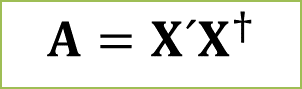 A = X′X†